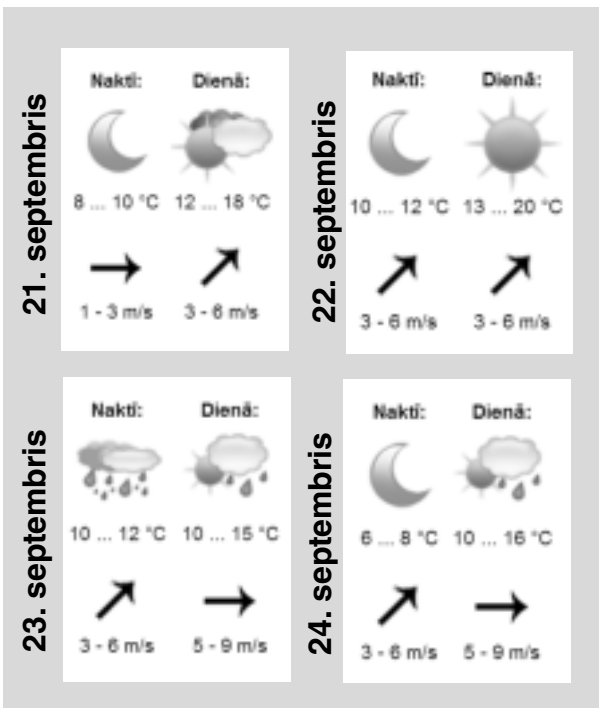 21. septembris
Naktī: Dienā:
8 ... 10 °C 12 ... 18 °C
1 - 3 m/s 3 - 6 m/s
22. septembris
Naktī: Dienā:
10 ... 12 °C 13 ... 20 °C
3 - 6 m/s 3 - 6 m/s
23. septembris
Naktī: Dienā:
10 ... 12 °C 10 ... 15 °C
3 - 6 m/s 5 - 9 m/s
24. septembris
Naktī: Dienā:
6 ... 8 °C 10 ... 16 °C
3 - 6 m/s 5 - 9 m/s